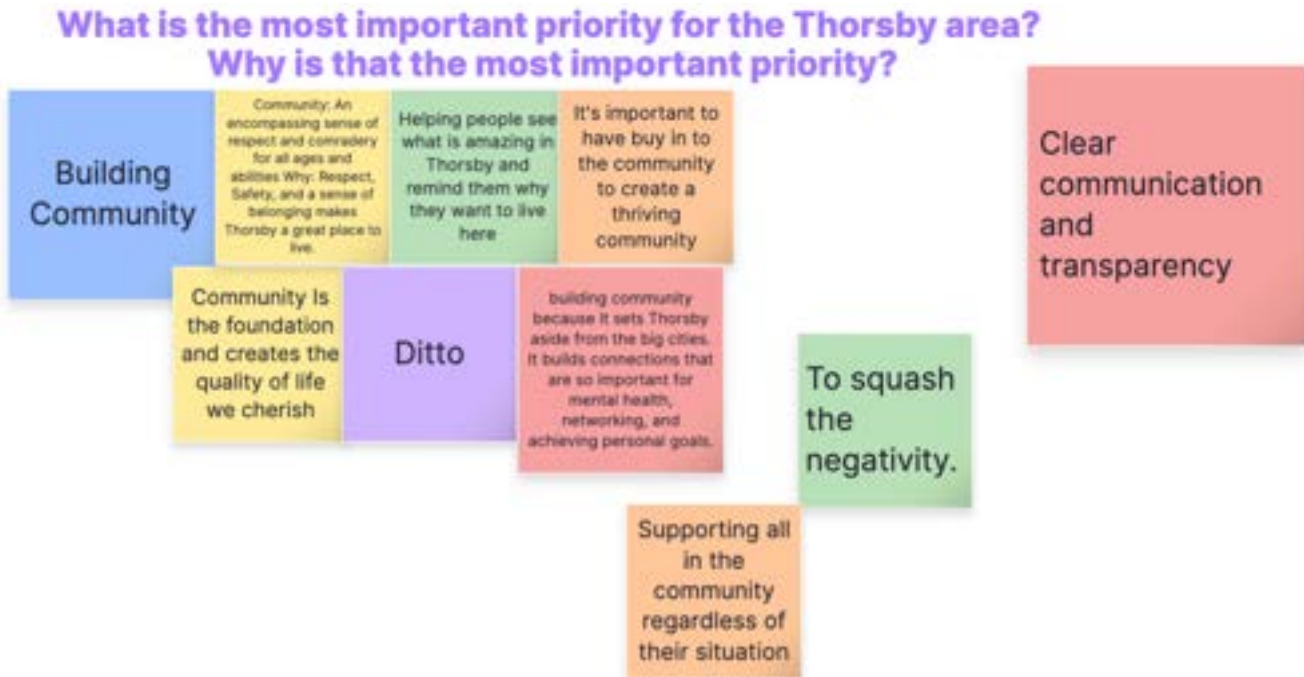 What is the most important priority for the Thorsby area?
Why is that the most important priority?
Building
Community
Community: An
encompassing sense of
respect and comradery
for all ages and
abilities Why: Respect,
Safety, and a sense of
belonging makes
Thorsby a great place to
live.
Helping people see
what is amazing in
Thorsby and
remind them why
they want to live
here
It's important to
have buy in to
the community
to create a
thriving
community
Clear
communication
and
transparency
Community Is
the foundation
and creates the
quality of life
we cherish
Ditto
building community
because It sets Thorsby
aside from the big cities.
It builds connections that
are so important for
mental health,
networking, and
achieving personal goals.
To squash
the
negativity.
Supporting all
in the
community
regardless of
their situation